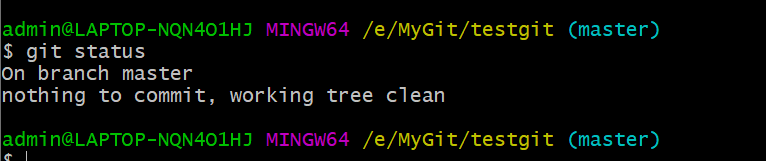 admin@LAPTOP-NQN4O1HJ MINGW64 /e/MyGit/testgit (master)
$ git status
On branch master
nothing to commit, working tree clean
admin@LAPTOP-NQN4O1HJ MINGW64 /e/MyGit/testgit (master)
$